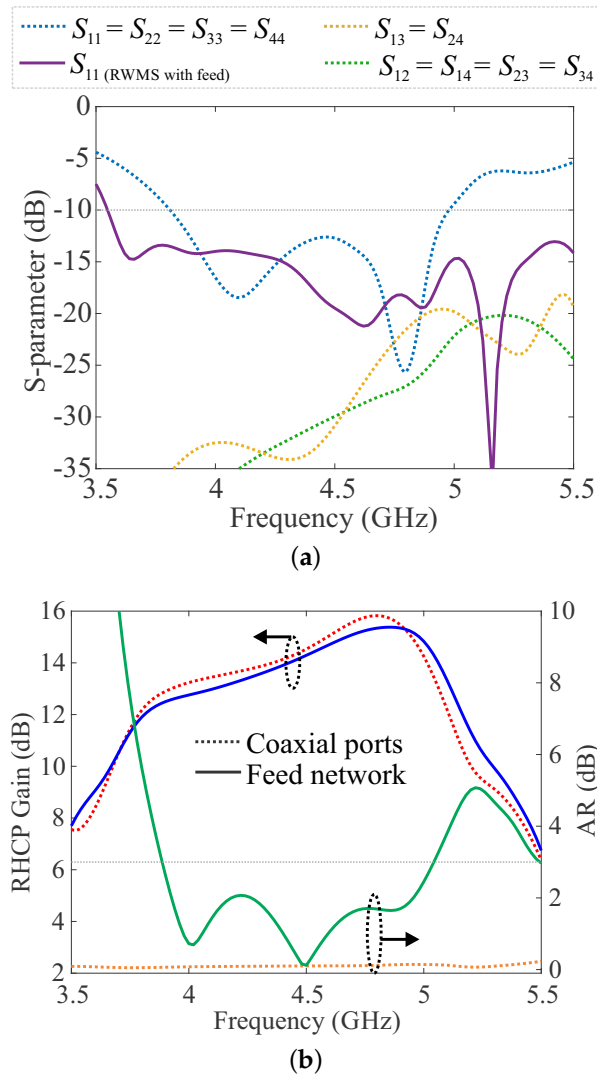 S11 = S22 = S33 = S44 S13 = S24
S11 (RWMS with feed) S12 = S14 = S23 = S34
0
-5
-10
-15
-20
-25
-30
-35
S-parameter (dB)
3.5 4 4.5 5 5.5
Frequency (GHz)
(a)
16
14
12
10
8
6
4
2
RHCP Gain (dB)
Coaxial ports
Feed network
10
8
6
4
3
2
0
AR (dB)
3.5 4 4.5 5 5.5
Frequency (GHz)
(b)